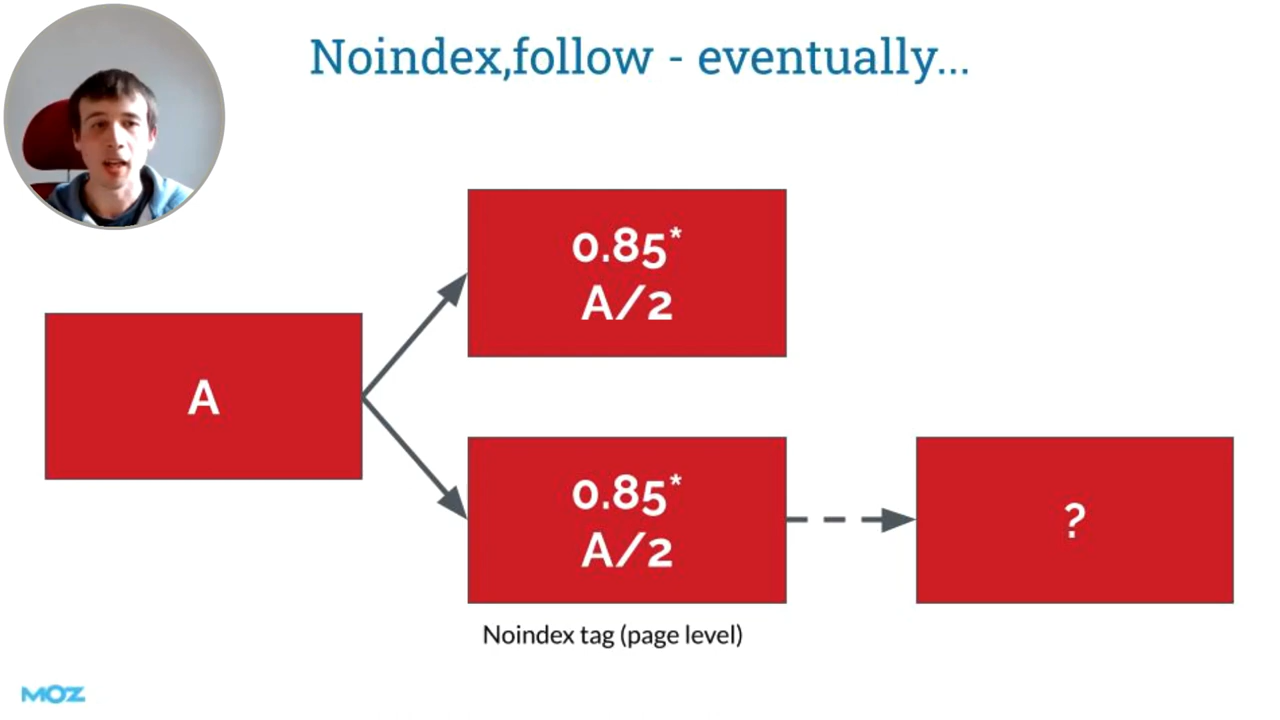 Noindex,follow - eventually...
0.85*
A/2
A
0.85*
A/2
?
Noindex tag (page level)
MOZ